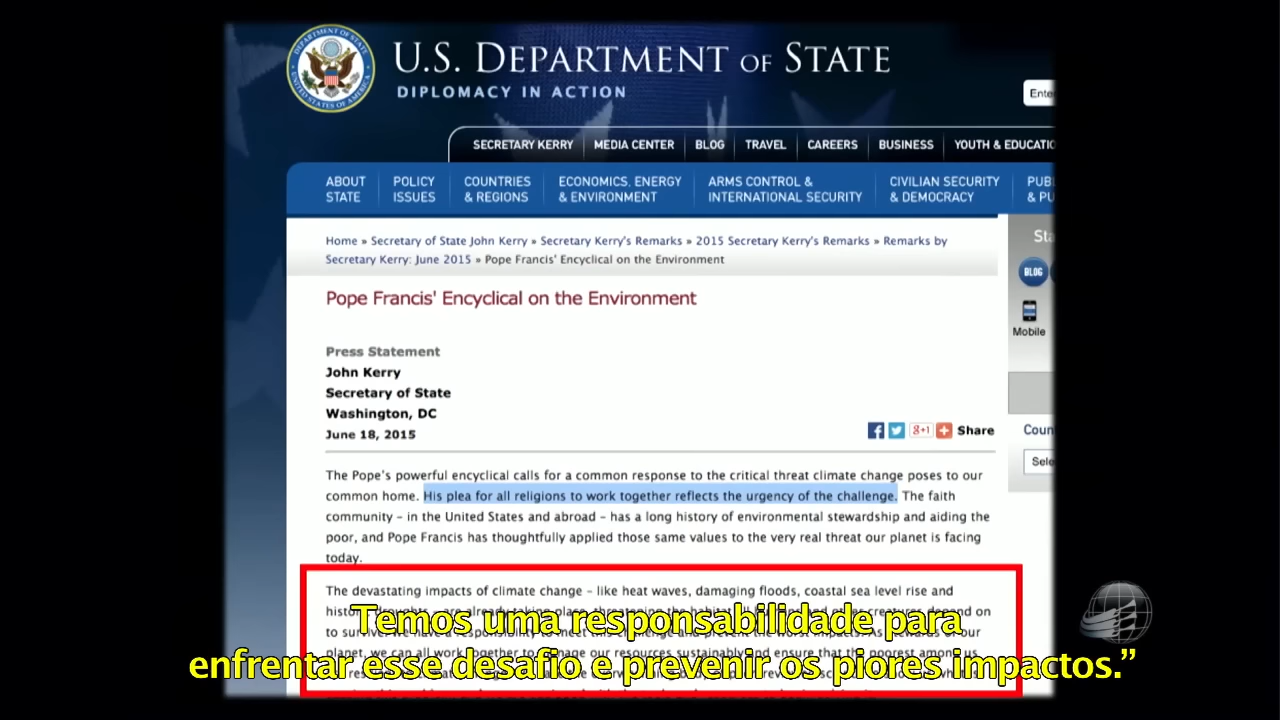 U.S. DEPARTMENT OF STATE
DIPLOMACY IN ACTION
Ente
SECRETARY KERRY MEDIA CENTER BLOG TRAVEL CAREERS BUSINESS YOUTH & EDUCATIO
ABOUT STATE POLICY ISSUES COUNTRIES & REGIONS ECONOMICS, ENERGY & ENVIRONMENT ARMS CONTROL & INTERNATIONAL SECURITY CIVILIAN SECURITY & DEMOCRACY PUB & PU
Home » Secretary of State John Kerry » Secretary Kerry's Remarks » 2015 Secretary Kerry's Remarks » Remarks by
Secretary Kerry: June 2015 » Pope Francis' Encyclical on the Environment
Sta
BLOG
Mobile
Pope Francis' Encyclical on the Environment
Press Statement
John Kerry
Secretary of State
Washington, DC
June 18, 2015
Share
Coun
Sele
The Pope's powerful encyclical calls for a common response to the critical threat climate change poses to our
common home. His plea for all religions to work together reflects the urgency of the challenge. The faith
community – in the United States and abroad – has a long history of environmental stewardship and aiding the
poor, and Pope Francis has thoughtfully applied those same values to the very real threat our planet is facing
today.
The devastating impacts of climate change – like heat waves, damaging floods, coastal sea level rise and
Temos uma responsabilidade para
enfrentar esse desafio e prevenir os piores impactos.”